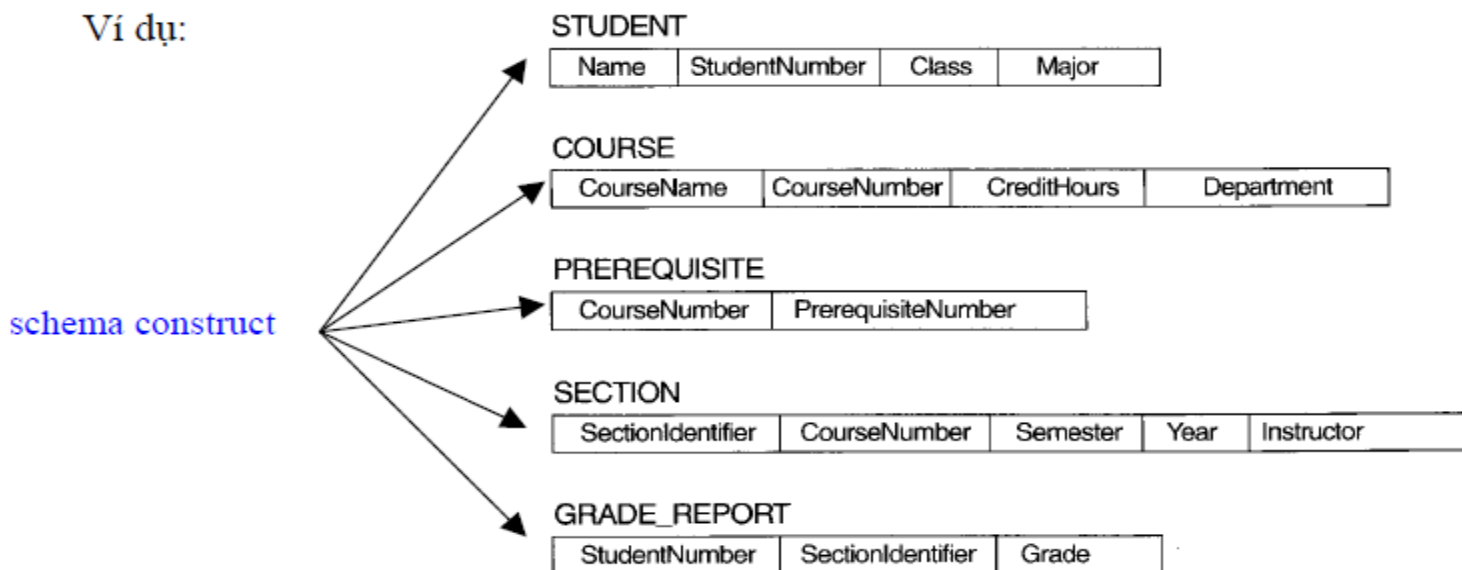 Ví dụ:
STUDENT
Name StudentNumber Class Major
COURSE
CourseName CourseNumber CreditHours Department
PREREQUISITE
CourseNumber PrerequisiteNumber
schema construct
SECTION
SectionIdentifier CourseNumber Semester Year Instructor
GRADE_REPORT
StudentNumber SectionIdentifier Grade